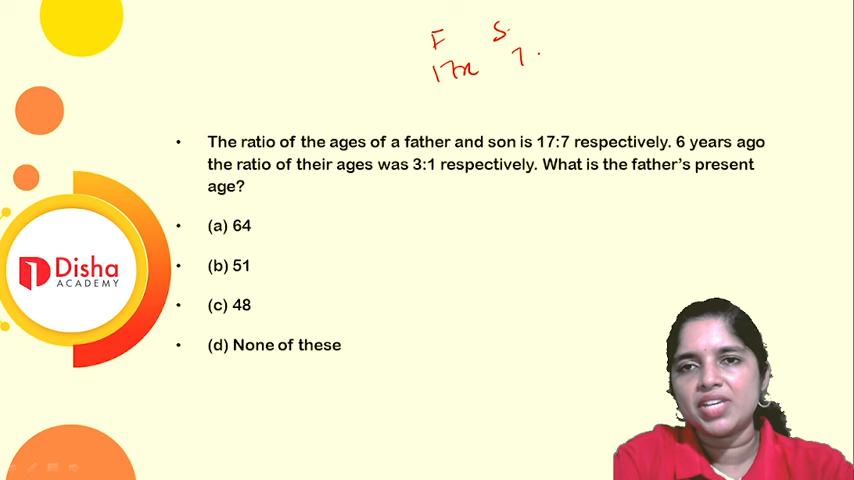 F S.
17x 7.
• The ratio of the ages of a father and son is 17:7 respectively. 6 years ago
the ratio of their ages was 3:1 respectively. What is the father's present
age?
• (a) 64
• (b) 51
• (c) 48
• (d) None of these
Disha
ACADEMY